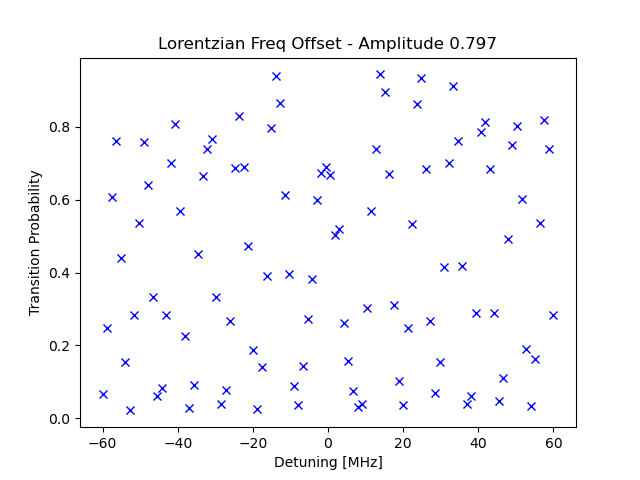 Lorentzian Freq Offset - Amplitude 0.797
Transition Probability
0.8
0.6
0.4
0.2
0.0
−60 −40 −20 0 20 40 60
Detuning [MHz]